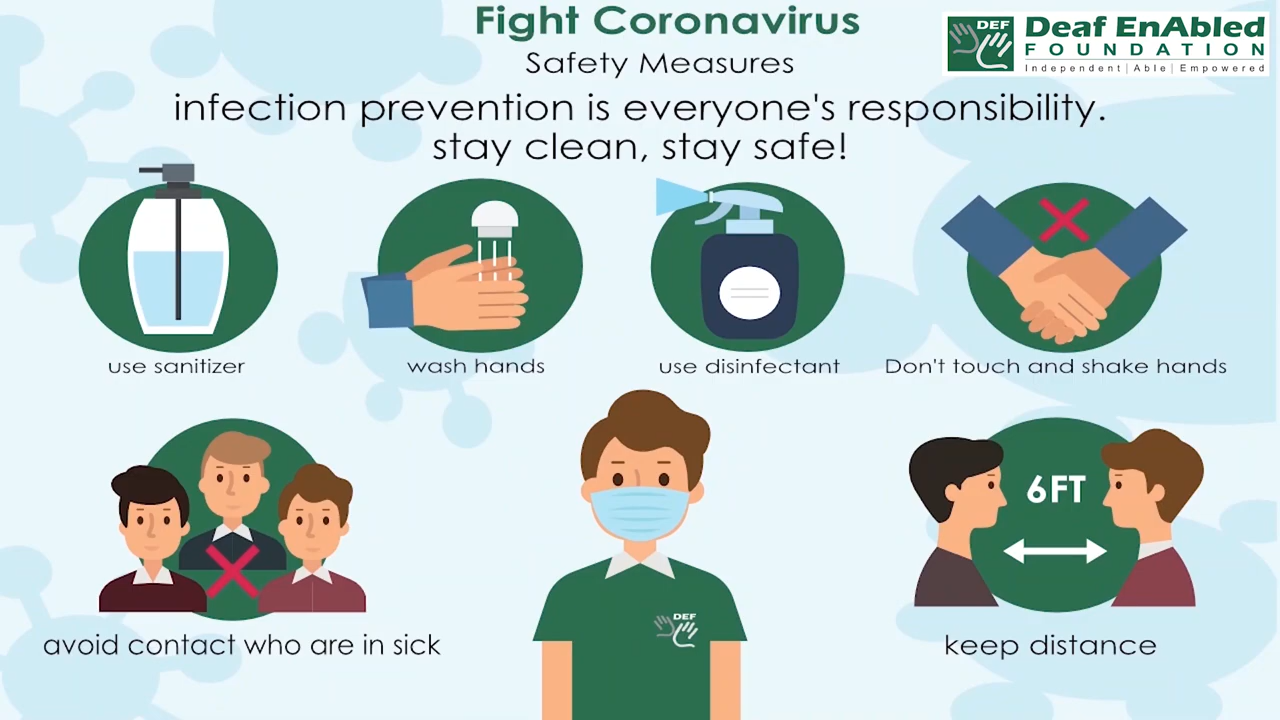 Fight Coronavirus
Safety Measures
DEF
Deaf EnAbled
FOUNDATION
Independent | Able | Empowered
infection prevention is everyone's responsibility.
stay clean, stay safe!
use sanitizer
wash hands
use disinfectant
Don't touch and shake hands
6FT
DEF
avoid contact who are in sick
keep distance